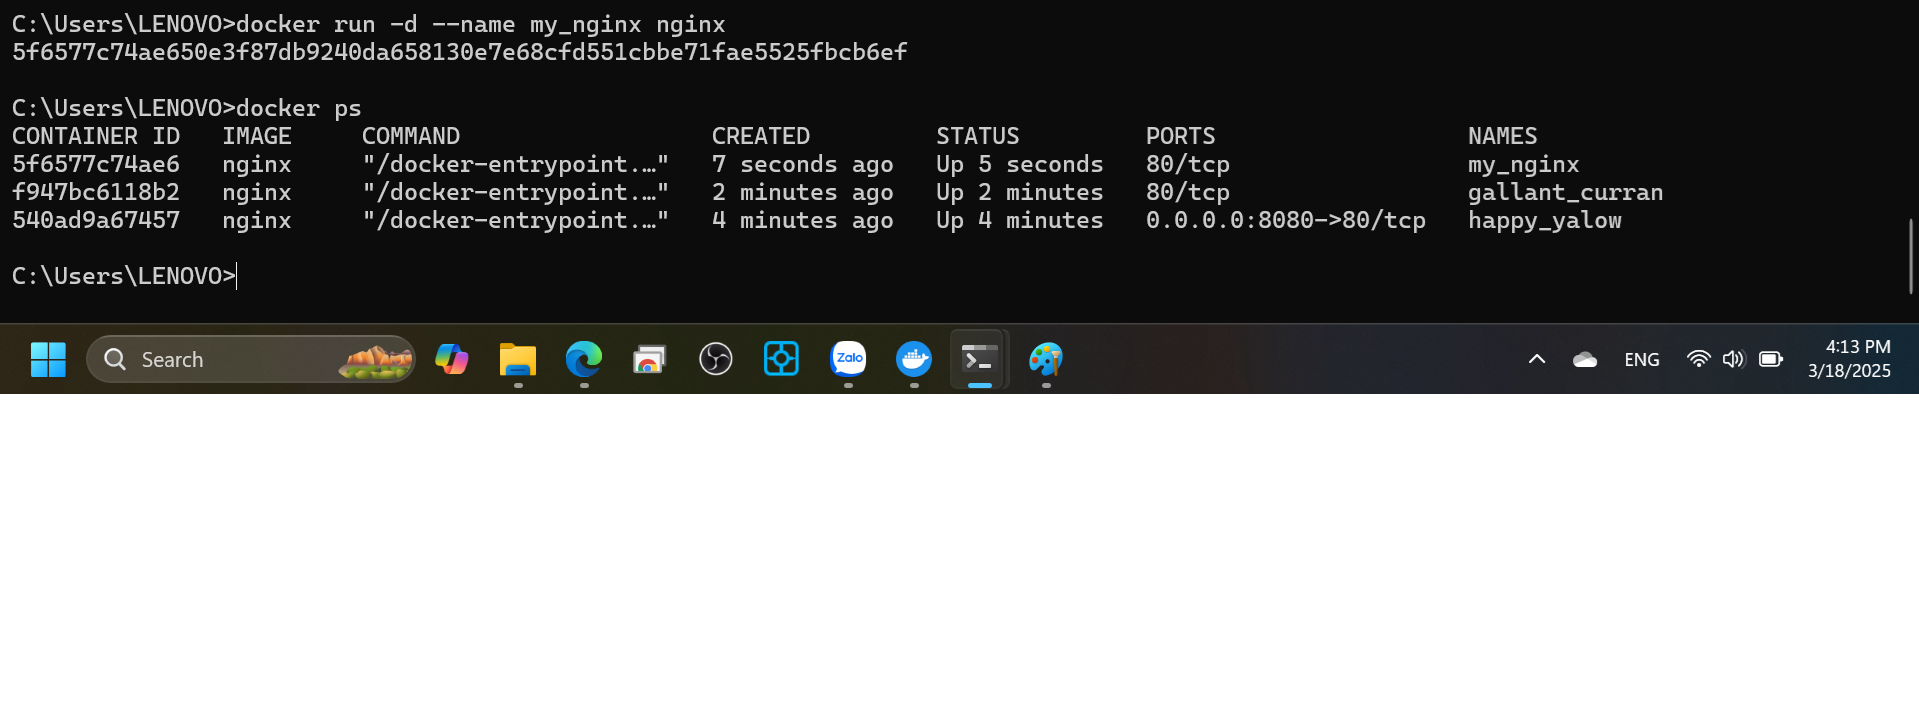 C:\Users\LENOVO>docker run -d --name my_nginx nginx
5f6577c74ae650e3f87db9240da658130e7e68cfd551cbbe71fae5525fbcb6ef
C:\Users\LENOVO>docker ps
CONTAINER ID   IMAGE     COMMAND                  CREATED         STATUS         PORTS                  NAMES
5f6577c74ae6   nginx     "/docker-entrypoint.…"   7 seconds ago   Up 5 seconds   80/tcp                 my_nginx
f947bc6118b2   nginx     "/docker-entrypoint.…"   2 minutes ago   Up 2 minutes   80/tcp                 gallant_curran
540ad9a67457   nginx     "/docker-entrypoint.…"   4 minutes ago   Up 4 minutes   0.0.0.0:8080->80/tcp   happy_yalow
C:\Users\LENOVO>
Search
Zalo
ENG
4:13 PM
3/18/2025